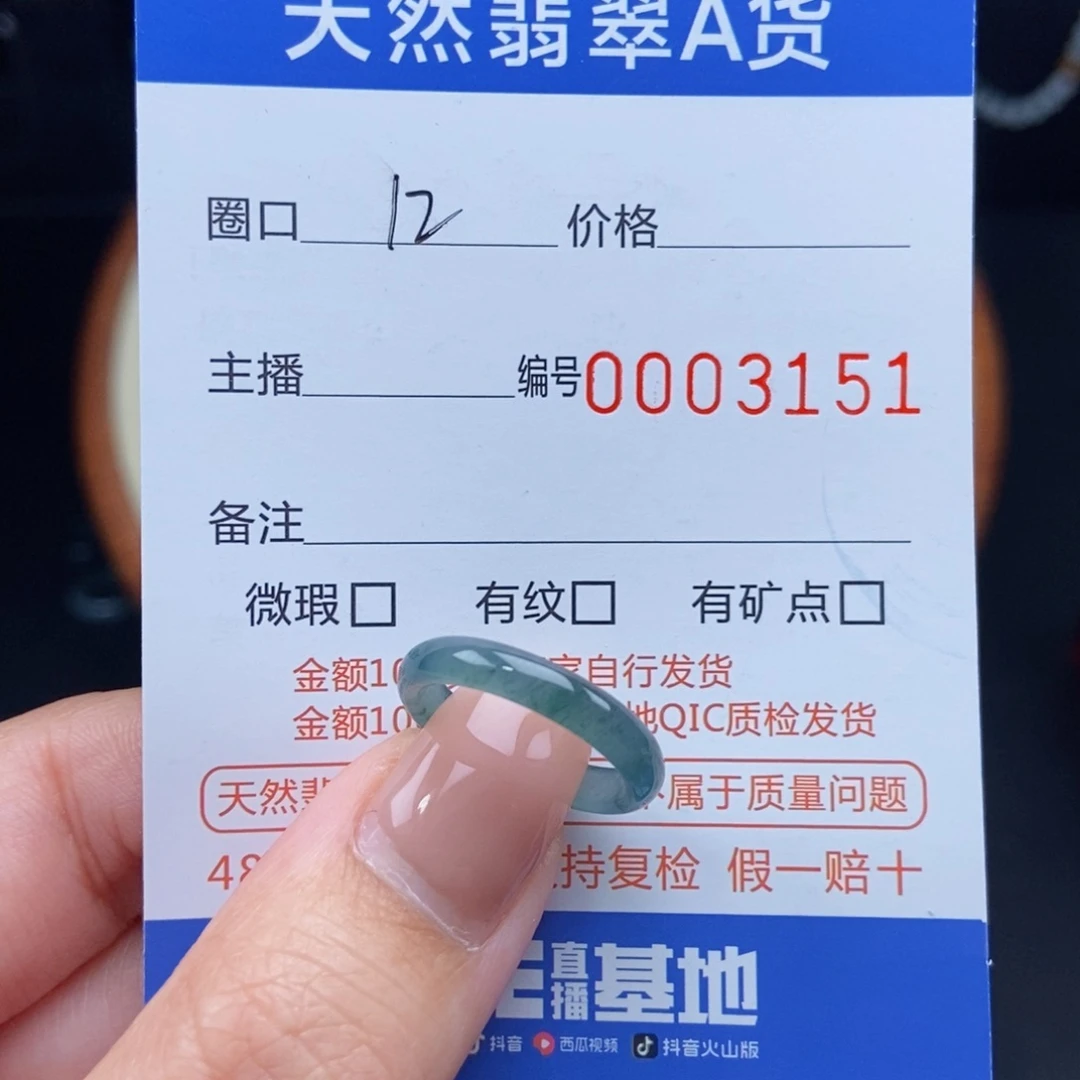 天然翡翠A货
圈口 12 价格
主播 编号 0003151
备注
微瑕□ 有纹□ 有矿点□
金额10 家自行发货
金额10 地QIC质检发货
天然 属于质量问题
48 持复检 假一赔十
直播基地
抖音 西瓜视频 抖音火山版